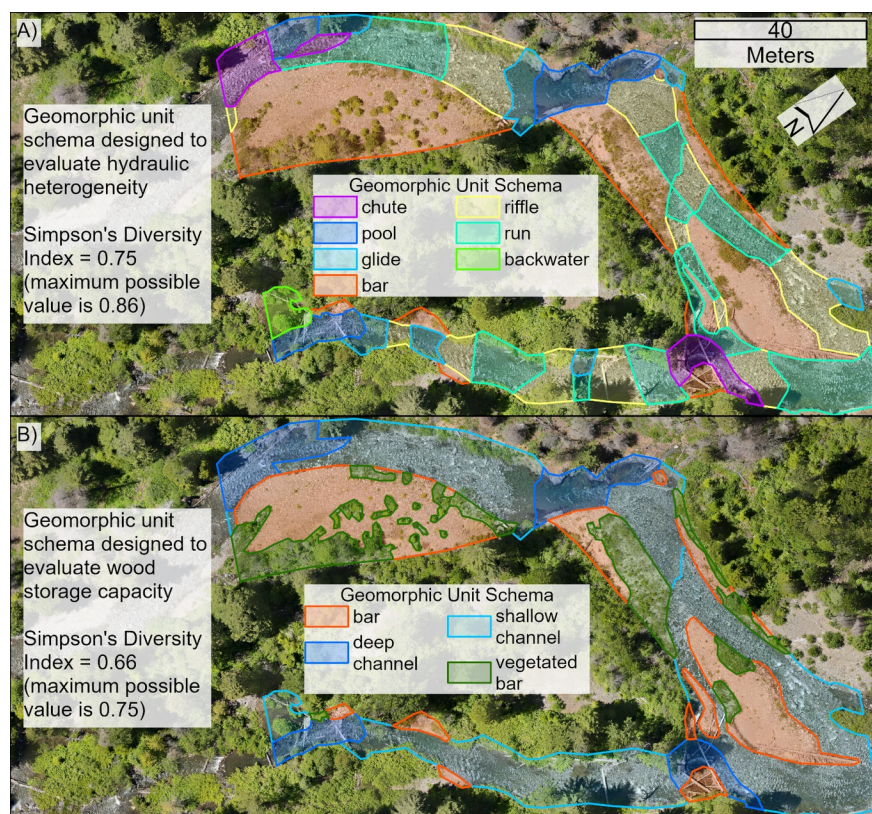 A)
40
Meters
N
Geomorphic unit
schema designed to
evaluate hydraulic
heterogeneity
Simpson's Diversity
Index = 0.75
(maximum possible
value is 0.86)
Geomorphic Unit Schema
chute
riffle
pool
run
glide
backwater
bar
B)
Geomorphic unit
schema designed to
evaluate wood
storage capacity
Simpson's Diversity
Index = 0.66
(maximum possible
value is 0.75)
Geomorphic Unit Schema
bar
shallow
channel
deep
channel
vegetated
bar